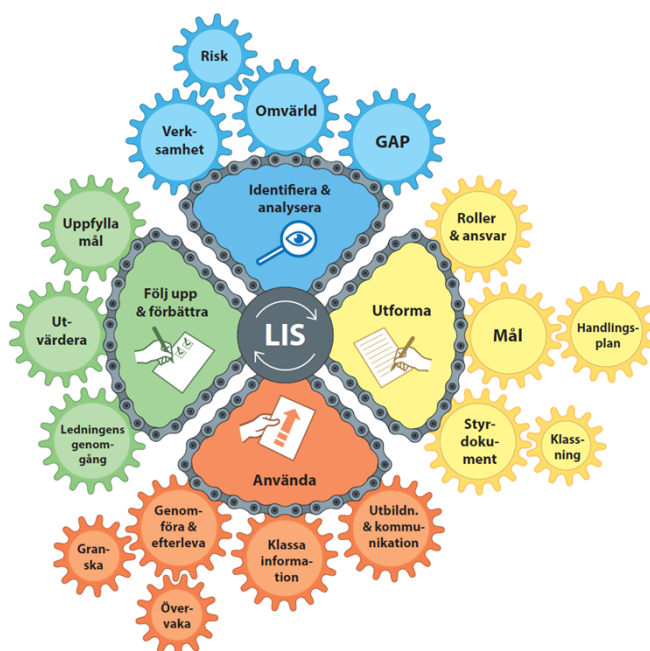 Risk
Omvärld
Verk-
samhet
GAP
Identifiera &
analysera
Uppfylla
mål
Roller
& ansvar
Följ upp
& förbättra
Utforma
LIS
Ut-
värdera
Mål
Handlings-
plan
Ledningens
genom-
gång
Styr-
doku-
ment
Klass-
ning
Använda
Genom-
föra &
efterleva
Utbildn.
& kommu-
nikation
Gran-
ska
Klassa
informa-
tion
Över-
vaka